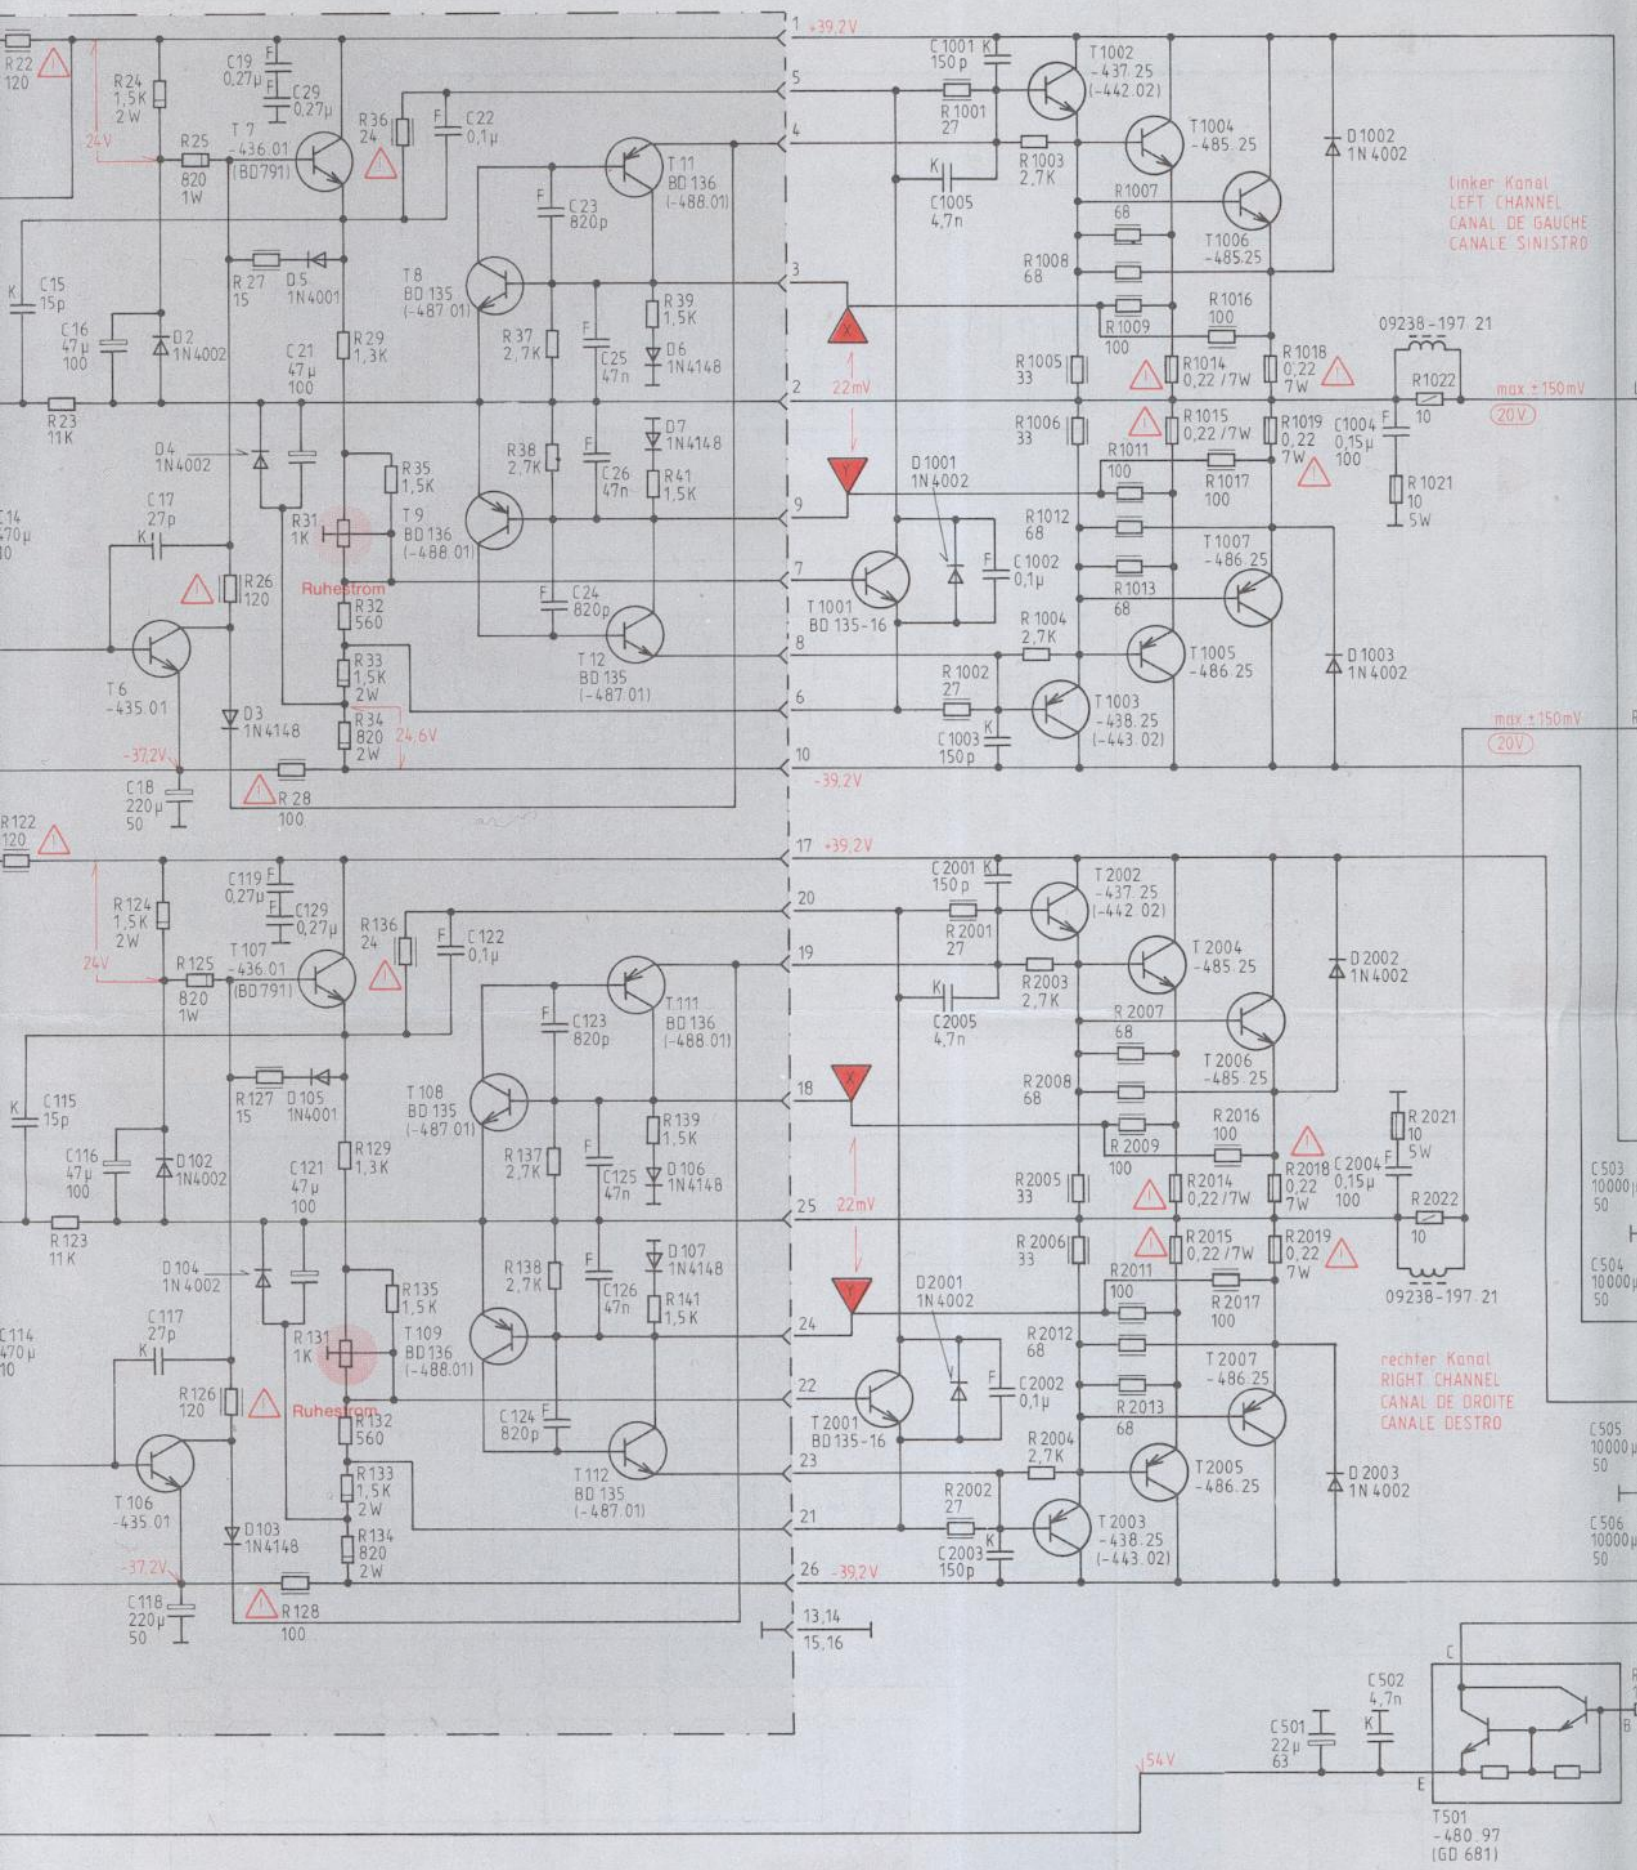 R22
120
24V
R24
1,5K
2W
C19
0,27µ
F
F
C29
0,27µ
T7
-436.01
(BD791)
R25
820
1W
R36
24
F
C22
0,1µ
T11
BD 136
(-488.01)
F
C23
820p
R27
15
D5
1N4001
K
C15
15p
C16
47µ
100
D2
1N4002
C21
47µ
100
R29
1,3K
T8
BD 135
(-487.01)
R37
2,7K
F
C25
47n
R39
1,5K
D6
1N4148
R23
11K
D4
1N4002
C17
27p
K
R35
1,5K
R31
1K
Ruhestrom
T9
BD 136
(-488.01)
R38
2,7K
F
C26
47n
D7
1N4148
R41
1,5K
C14
470µ
10
R26
120
R32
560
F
C24
820p
T12
BD 135
(-487.01)
T6
-435.01
R33
1,5K
2W
D3
1N4148
R34
820
2W
24,6V
-37,2V
C18
220µ
50
R28
100
1 +39,2V
5
4
3
2
9
7
8
6
10
-39,2V
X
22mV
Y
C1001 K
150p
R1001
27
T1002
-437.25
(-442.02)
R1003
2,7K
K
C1005
4,7n
T1004
-485.25
D1002
1N4002
R1007
68
T1006
-485.25
R1008
68
linker Kanal
LEFT CHANNEL
CANAL DE GAUCHE
CANALE SINISTRO
R1009
100
R1016
100
R1005
33
R1014
0,22/7W
R1018
0,22
7W
09238-197.21
R1022
10
max.±150mV
20V
R1006
33
R1015
0,22/7W
R1019
0,22
7W
C1004
0,15µ
100
F
R1021
10
5W
R1011
100
R1017
100
D1001
1N4002
R1012
68
T1007
-486.25
F
C1002
0,1µ
T1001
BD 135-16
R1013
68
R1004
2,7K
T1005
-486.25
D1003
1N4002
R1002
27
T1003
-438.25
(-443.02)
C1003
150p
K
max.±150mV
20V
R122
120
24V
R124
1,5K
2W
C119
0,27µ
F
F
C129
0,27µ
T107
-436.01
(BD791)
R125
820
1W
R136
24
F
C122
0,1µ
T111
BD 136
(-488.01)
F
C123
820p
R127
15
D105
1N4001
K
C115
15p
C116
47µ
100
D102
1N4002
C121
47µ
100
R129
1,3K
T108
BD 135
(-487.01)
R137
2,7K
F
C125
47n
R139
1,5K
D106
1N4148
R123
11K
D104
1N4002
C117
27p
K
R135
1,5K
R131
1K
Ruhestrom
T109
BD136
(-488.01)
R138
2,7K
F
C126
47n
D107
1N4148
R141
1,5K
C114
470µ
10
R126
120
R132
560
C124
820p
F
T112
BD 135
(-487.01)
T106
-435.01
R133
1,5K
2W
D103
1N4148
R134
820
2W
-37,2V
C118
220µ
50
R128
100
17 +39,2V
20
19
18
25
24
22
23
21
26 -39,2V
13,14
15,16
X
22mV
Y
C2001 K
150p
R2001
27
T2002
-437.25
(-442.02)
R2003
2,7K
K
C2005
4,7n
T2004
-485.25
D2002
1N4002
R2007
68
T2006
-485.25
R2008
68
R2009
100
R2016
100
R2005
33
R2014
0,22/7W
R2018
0,22
7W
C2004
0,15µ
100
F
R2021
10
5W
R2022
10
09238-197.21
R2006
33
R2015
0,22/7W
R2019
0,22
7W
R2011
100
R2017
100
D2001
1N4002
R2012
68
T2007
-486.25
F
C2002
0,1µ
T2001
BD135-16
R2013
68
R2004
2,7K
T2005
-486.25
D2003
1N4002
R2002
27
T2003
-438.25
(-443.02)
C2003
150p
K
rechter Kanal
RIGHT CHANNEL
CANAL DE DROITE
CANALE DESTRO
C503
10000µ
50
C504
10000µ
50
C505
10000µ
50
C506
10000µ
50
54V
C501
22µ
63
C502
4,7n
K
C
B
E
T501
-480.97
(GD 681)